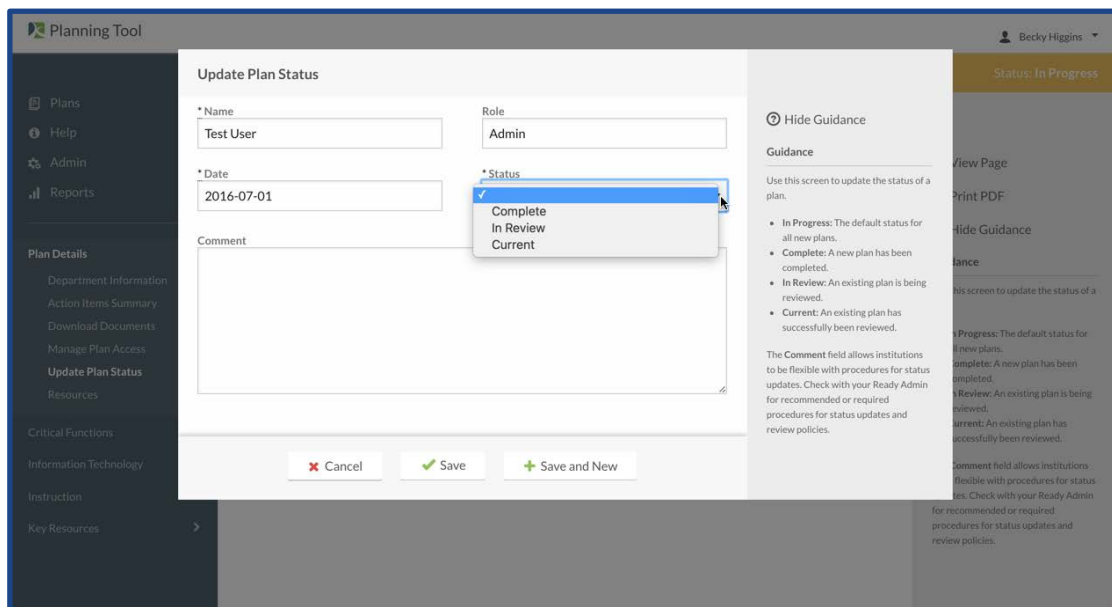 Planning Tool
Becky Higgins
Status: In Progress
Plans
Help
Admin
Reports
Plan Details
Department Information
Action Items Summary
Download Documents
Manage Plan Access
Update Plan Status
Resources
Critical Functions
Information Technology
Instruction
Key Resources
Update Plan Status
* Name
Test User
Role
Admin
* Date
2016-07-01
* Status
✓
Complete
In Review
Current
Comment
Cancel
Save
Save and New
Hide Guidance
Guidance
Use this screen to update the status of a
plan.
• In Progress: The default status for
all new plans.
• Complete: A new plan has been
completed.
• In Review: An existing plan is being
reviewed.
• Current: An existing plan has
successfully been reviewed.
The Comment field allows institutions
to be flexible with procedures for status
updates. Check with your Ready Admin
for recommended or required
procedures for status updates and
review policies.
View Page
Print PDF
Hide Guidance
dance
his screen to update the status of a
n Progress: The default status for
ll new plans.
omplete: A new plan has been
ompleted.
n Review: An existing plan is being
eviewed.
urrent: An existing plan has
uccessfully been reviewed.
Comment field allows institutions
flexible with procedures for status
tes. Check with your Ready Admin
for recommended or required
procedures for status updates and
review policies.